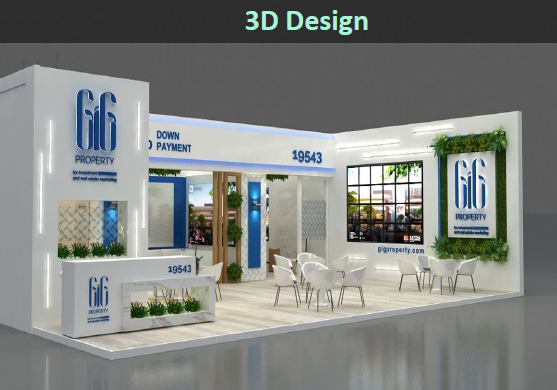 3D Design
GiG
PROPERTY
for investment
and real estate marketing
DOWN
0 PAYMENT
19543
GiG
PROPERTY
for investment
and real estate marketing
gigproperty.com
19543
GiG
PROPERTY